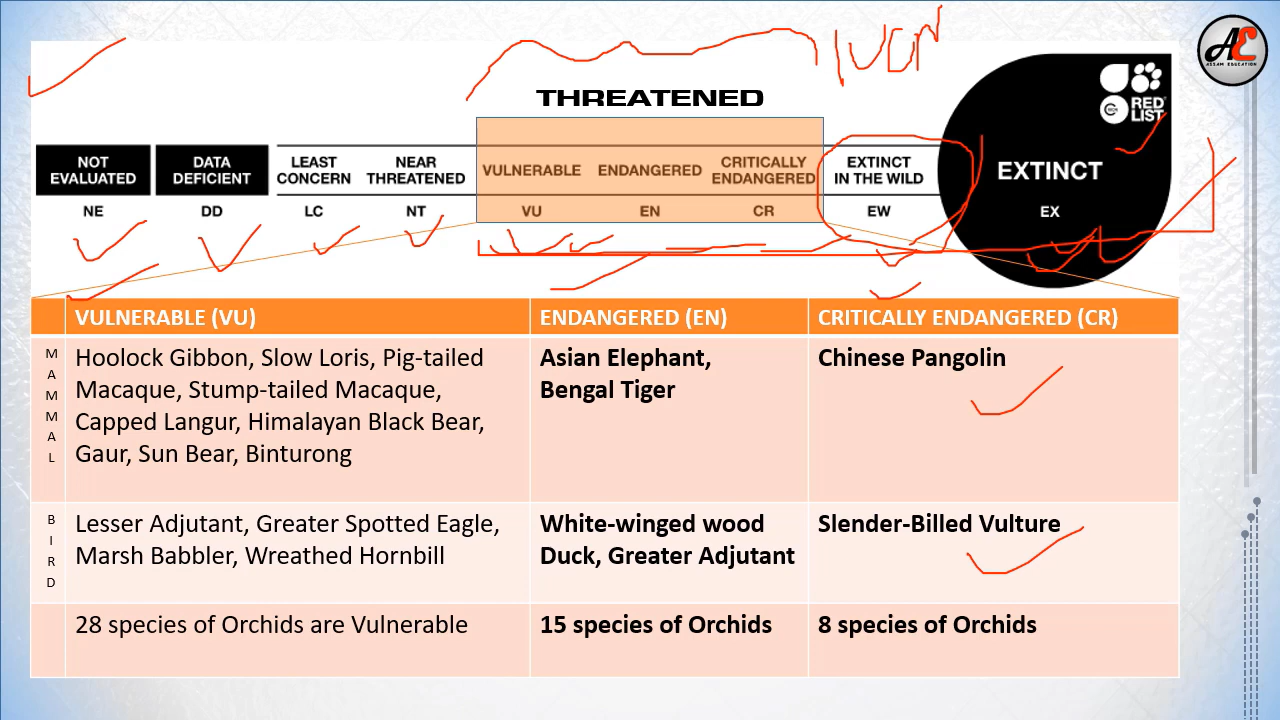 IUCN
AE
ASSAM EDUCATION
THREATENED
RED
LIST
NOT
EVALUATED
DATA
DEFICIENT
LEAST
CONCERN
NEAR
THREATENED
VULNERABLE
ENDANGERED
CRITICALLY
ENDANGERED
EXTINCT
IN THE WILD
EXTINCT
NE
DD
LC
NT
VU
EN
CR
EW
EX
VULNERABLE (VU)
ENDANGERED (EN)
CRITICALLY ENDANGERED (CR)
MAMMAL
Hoolock Gibbon, Slow Loris, Pig-tailed
Macaque, Stump-tailed Macaque,
Capped Langur, Himalayan Black Bear,
Gaur, Sun Bear, Binturong
Asian Elephant,
Bengal Tiger
Chinese Pangolin
BIRD
Lesser Adjutant, Greater Spotted Eagle,
Marsh Babbler, Wreathed Hornbill
White-winged wood
Duck, Greater Adjutant
Slender-Billed Vulture
28 species of Orchids are Vulnerable
15 species of Orchids
8 species of Orchids